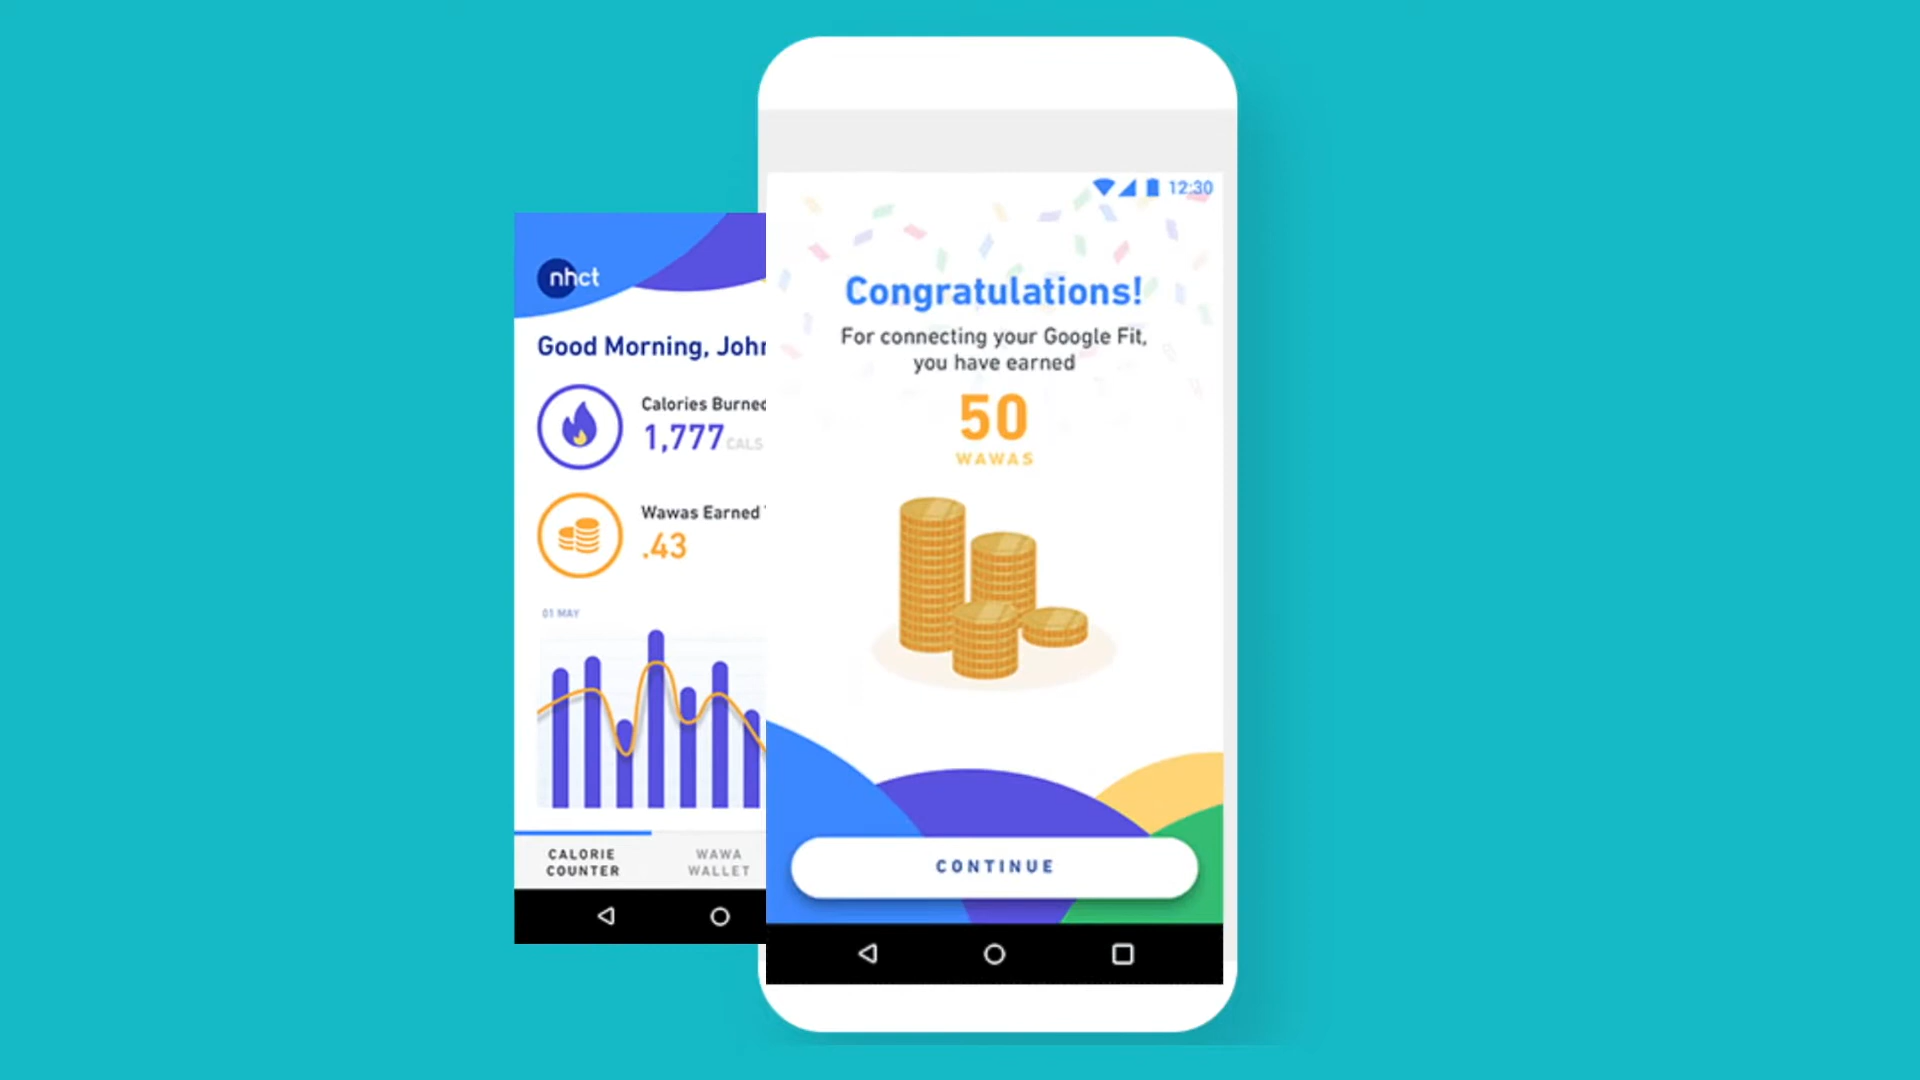 nhct
Good Morning, John
Calories Burned
1,777 CALS
Wawas Earned
.43
01 MAY
CALORIE
COUNTER
WAWA
WALLET
12:30
Congratulations!
For connecting your Google Fit,
you have earned
50
WAWAS
CONTINUE